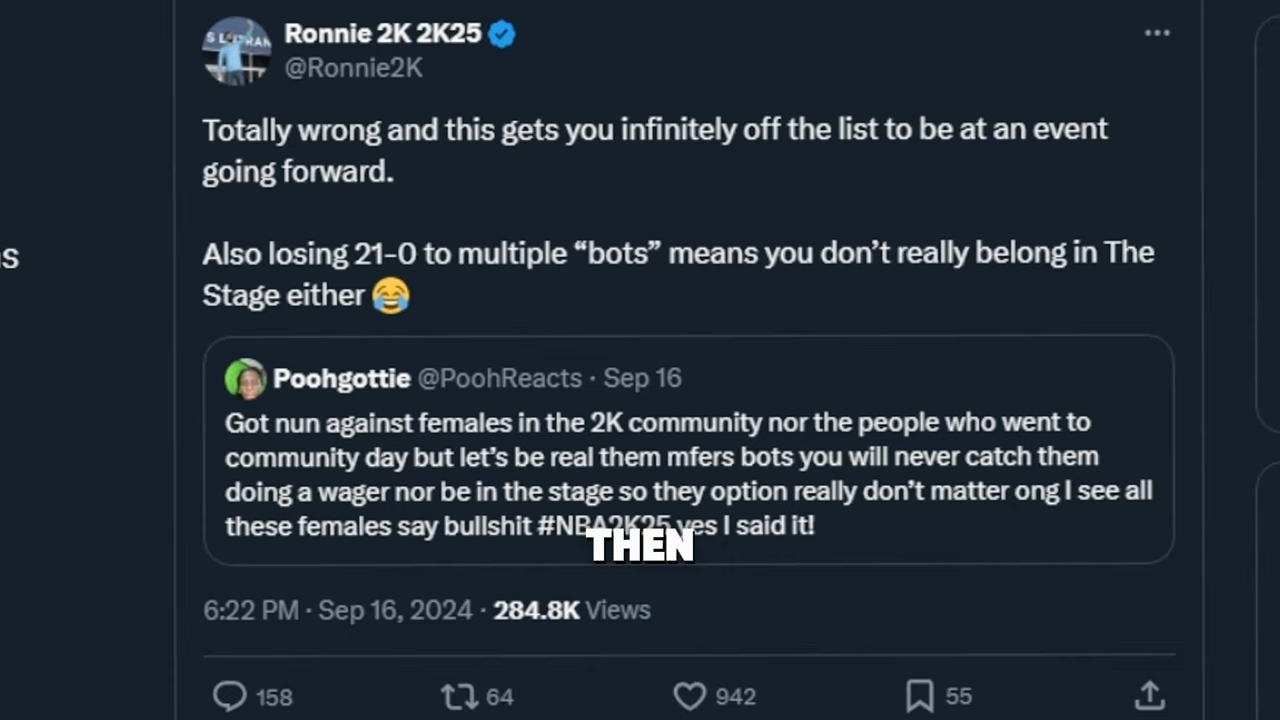 Ronnie 2K 2K25
@Ronnie2K
Totally wrong and this gets you infinitely off the list to be at an event
going forward.
Also losing 21-0 to multiple “bots” means you don’t really belong in The
Stage either 😂
Poohgottie @PoohReacts · Sep 16
Got nun against females in the 2K community nor the people who went to
community day but let’s be real them mfers bots you will never catch them
doing a wager nor be in the stage so they option really don’t matter ong I see all
these females say bullshit #NBA2K25 yes I said it!
THEN
6:22 PM · Sep 16, 2024 · 284.8K Views
158 64 942 55